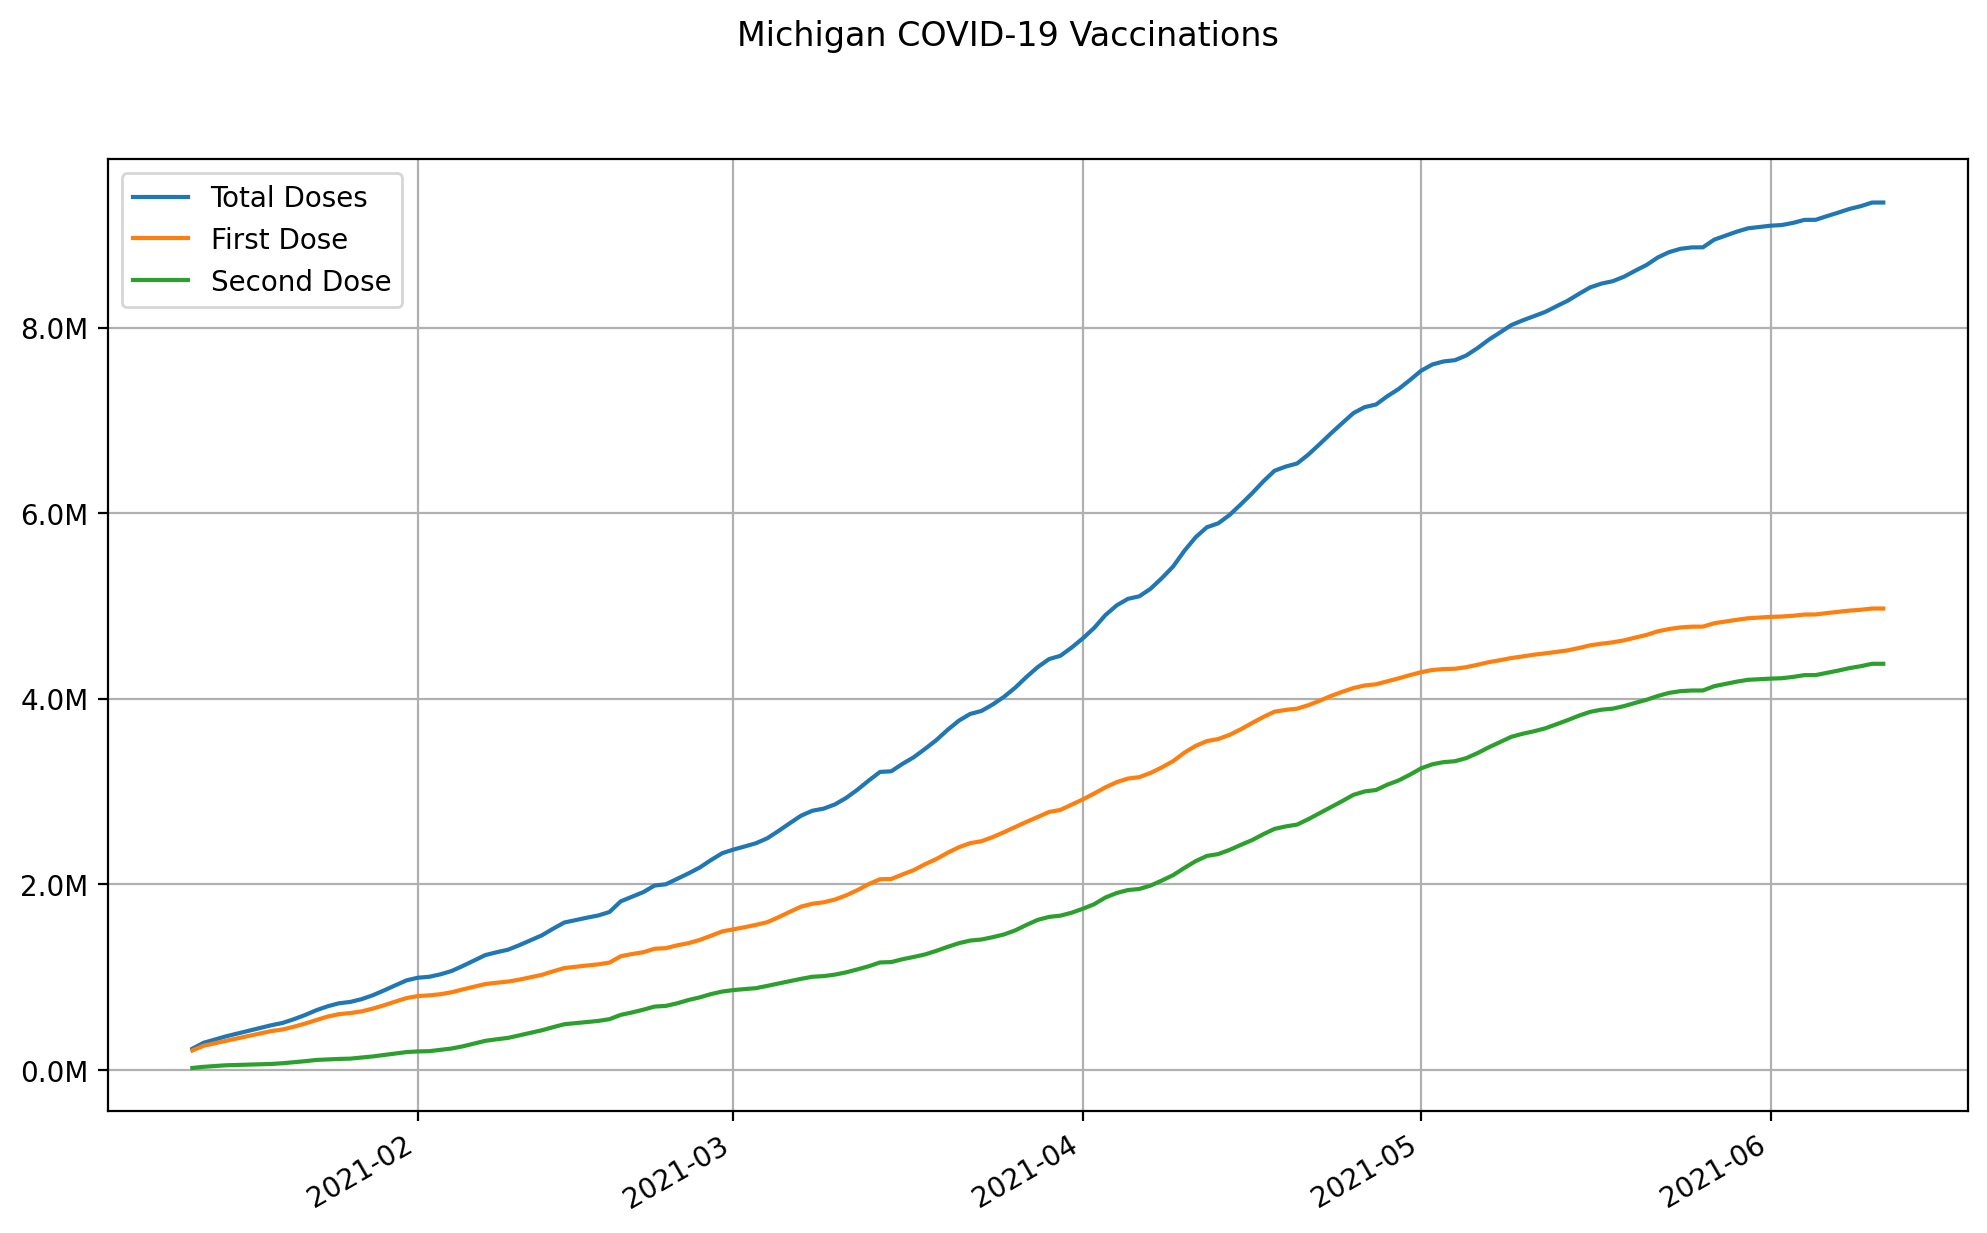 Michigan COVID-19 Vaccinations
Total Doses
First Dose
Second Dose
8.0M
6.0M
4.0M
2.0M
0.0M
2021-02
2021-03
2021-04
2021-05
2021-06